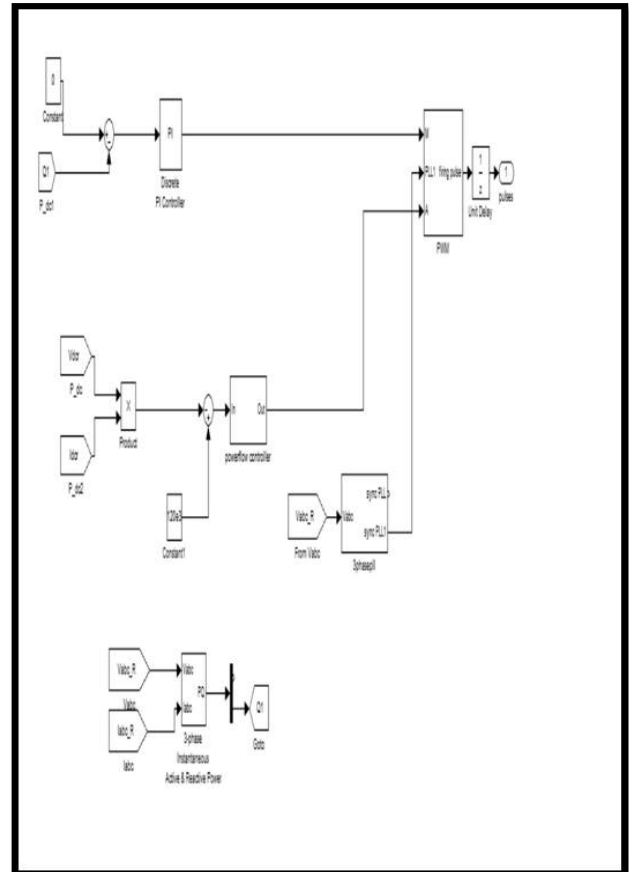 0
Constant
Q1
P_dc1
PI
Discrete
PI Controller
M
PLL1
firing pulse
A
PWM
1
z
Unit Delay
1
pulses
Vdcr
P_dc
Idcr
P_dc2
X
Product
In
Out
powerflow controller
120e3
Constant1
Vabc_R
From Vabc
Vabc
sync PLL
sync PLL1
3phasepll
Vabc_R
Vabc
Iabc_R
Iabc
Vabc
Iabc
PQ
3-phase
Instantaneous
Active & Reactive Power
Q1
Goto